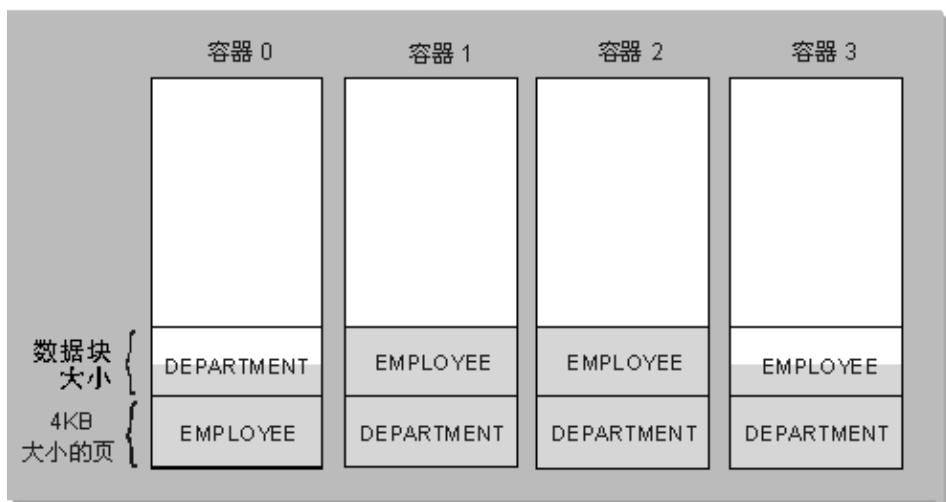 容器 0
容器 1
容器 2
容器 3
数据块
大小
DEPARTMENT
EMPLOYEE
EMPLOYEE
EMPLOYEE
4KB
大小的页
EMPLOYEE
DEPARTMENT
DEPARTMENT
DEPARTMENT